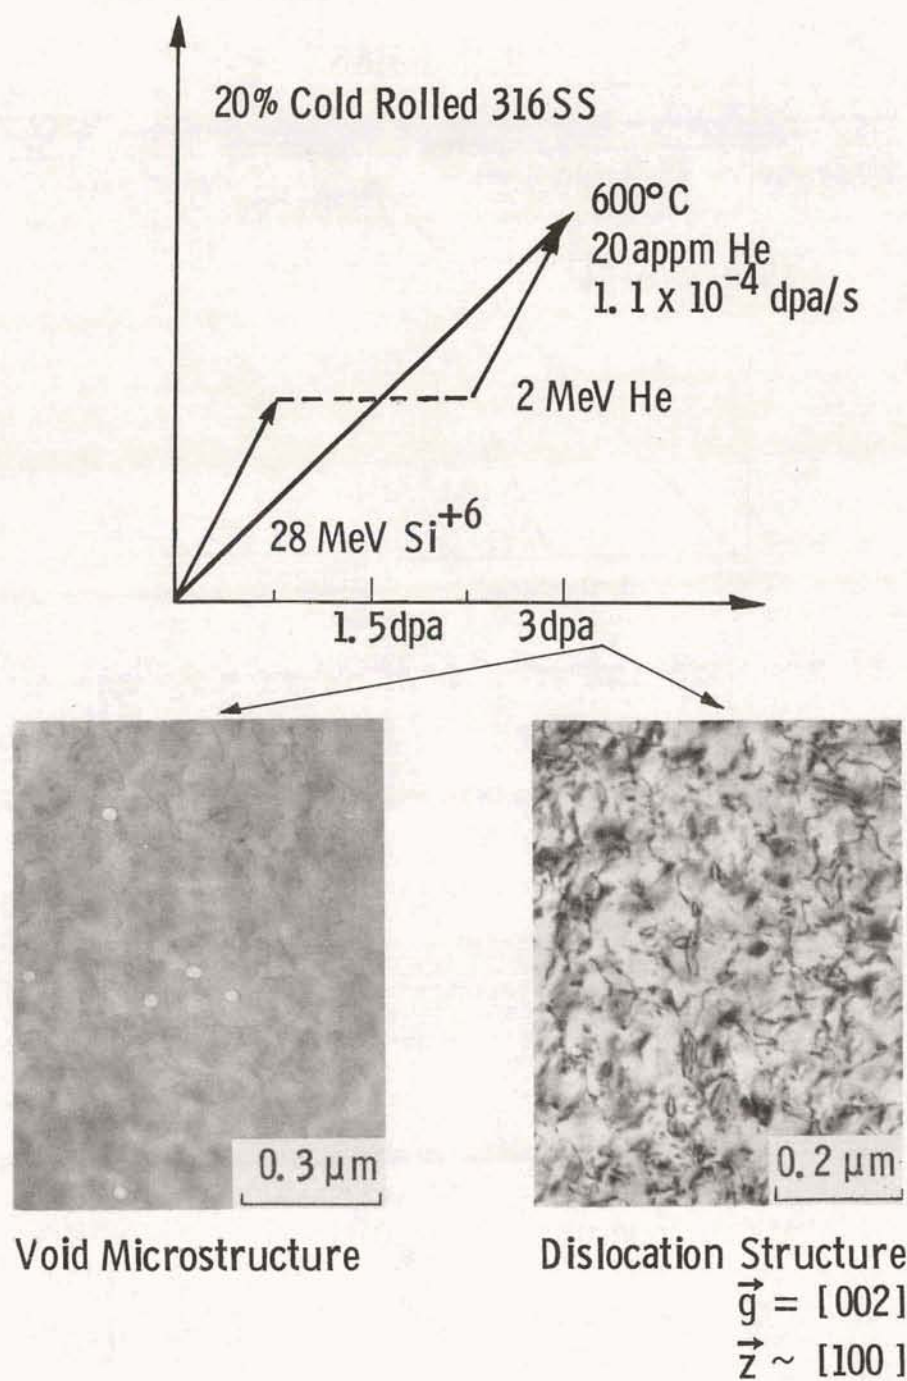 20% Cold Rolled 316 SS
600°C
20 appm He
1.1 x 10⁻⁴ dpa/s
2 MeV He
28 MeV Si⁺⁶
1.5 dpa
3 dpa
0.3 μm
0.2 μm
Void Microstructure
Dislocation Structure
g⃗ = [002]
z⃗ ~ [100]